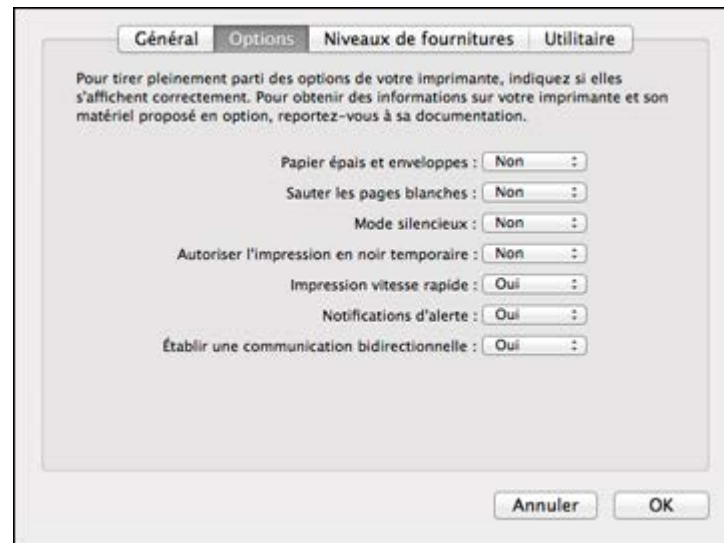 Général Options Niveaux de fournitures Utilitaire
Pour tirer pleinement parti des options de votre imprimante, indiquez si elles
s'affichent correctement. Pour obtenir des informations sur votre imprimante et son
matériel proposé en option, reportez-vous à sa documentation.
Papier épais et enveloppes : Non
Sauter les pages blanches : Non
Mode silencieux : Non
Autoriser l'impression en noir temporaire : Non
Impression vitesse rapide : Oui
Notifications d'alerte : Oui
Établir une communication bidirectionnelle : Oui
Annuler OK